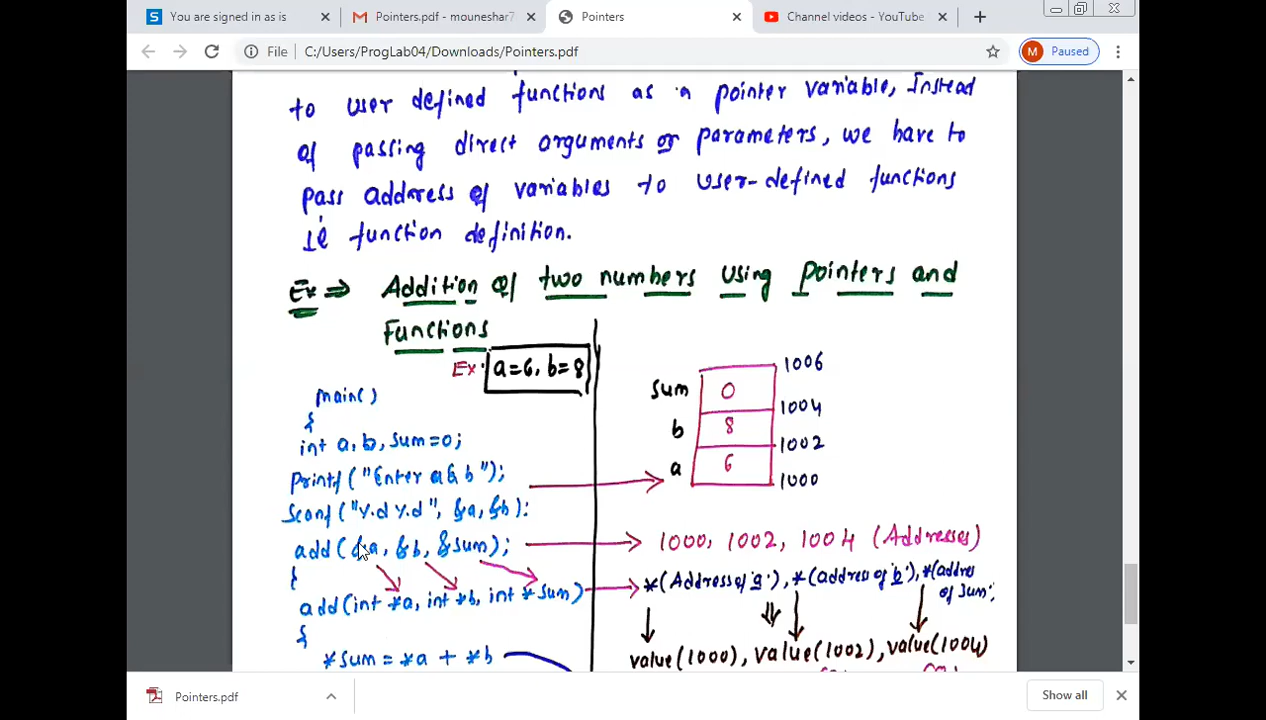 You are signed in as is
Pointers.pdf - mouneshar7
Pointers
Channel videos - YouTube
File
C:/Users/ProgLab04/Downloads/Pointers.pdf
M Paused
to user defined functions as a pointer variable, Instead
of passing direct arguments or parameters, we have to
pass address of variables to user-defined functions
ie function definition.
Ex ⇒ Addition of two numbers using pointers and
Functions
Ex: a=6, b=8
main()
{
int a, b, sum=0;
printf ("Enter a & b");
Scanf ("%d %d", &a, &b);
add (&a, &b, &sum);
}
add(int *a, int *b, int *sum)
{
*sum = *a + *b
sum 0 1006
1004
b 8
1002
a 6
1000
1000, 1002, 1004 (Addresses)
*(Address of a), *(address of b), *(addres
of sum;
value(1000), value(1002), value(1004)
Pointers.pdf
Show all